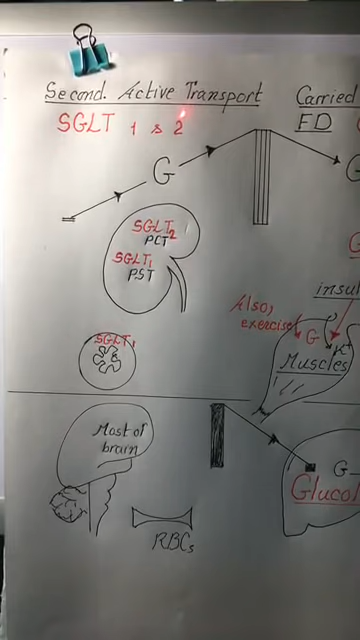 Second. Active Transport
SGLT 1 & 2
Carried
FD
G
G
SGLT2
PCT
SGLT1
PST
SGLT1
Also,
exercise
insul
G
K+
Muscles
Most of
brain
RBCs
G
Glucol